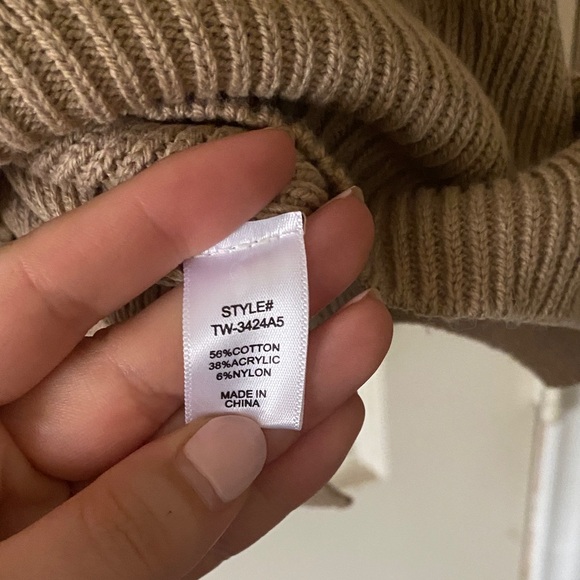 STYLE#
TW-3424A5
56%COTTON
38%ACRYLIC
6%NYLON
MADE IN
CHINA